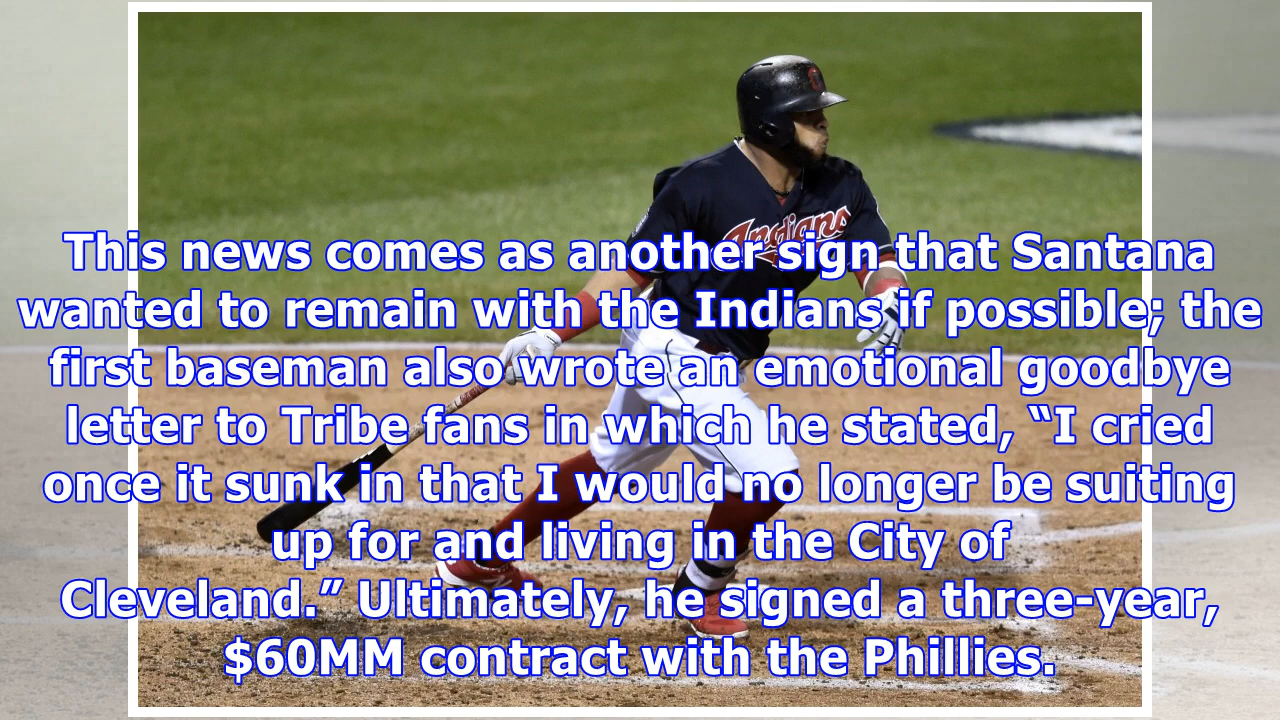 Indians
This news comes as another sign that Santana
wanted to remain with the Indians if possible; the
first baseman also wrote an emotional goodbye
letter to Tribe fans in which he stated, “I cried
once it sunk in that I would no longer be suiting
up for and living in the City of
Cleveland.” Ultimately, he signed a three-year,
$60MM contract with the Phillies.